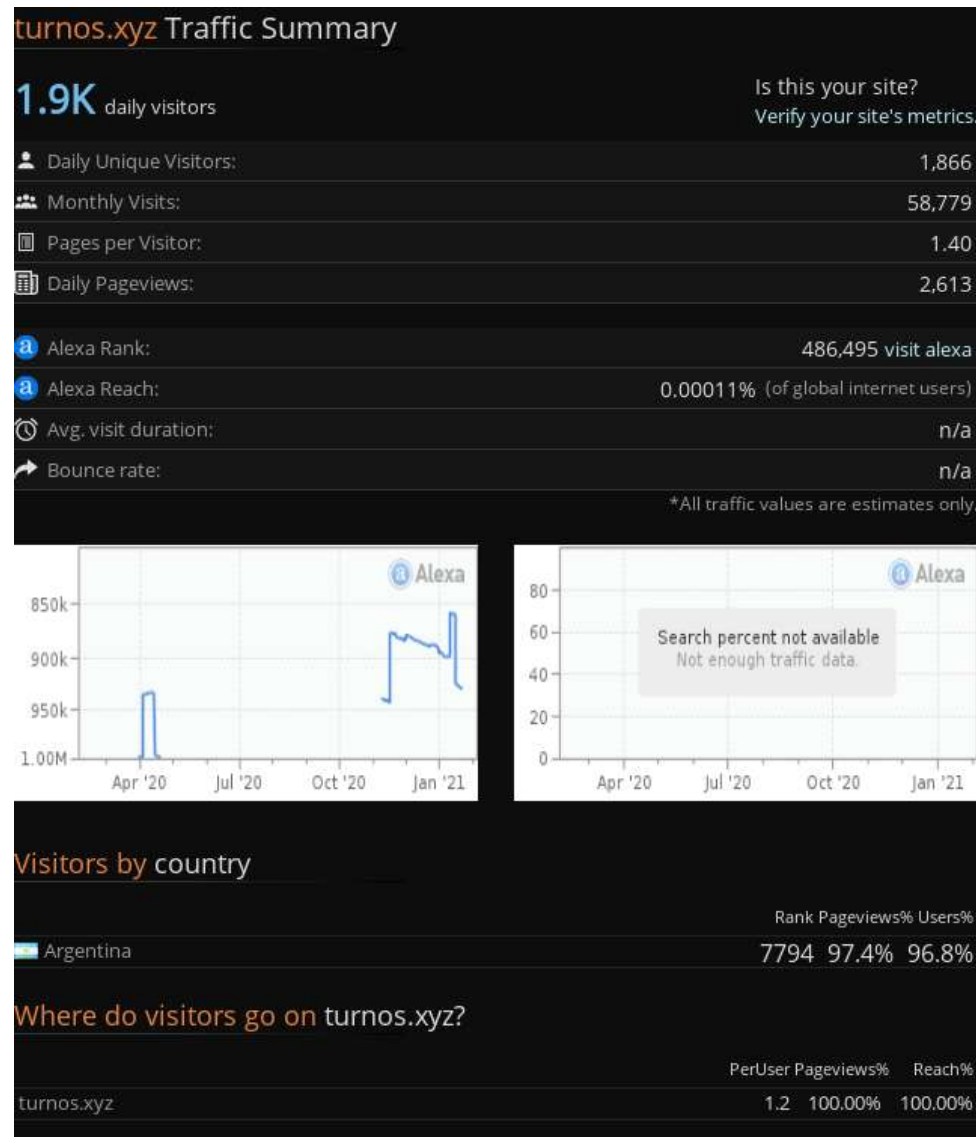 turnos.xyz Traffic Summary
1.9K daily visitors
Is this your site?
Verify your site's metrics.
Daily Unique Visitors: 1,866
Monthly Visits: 58,779
Pages per Visitor: 1.40
Daily Pageviews: 2,613
a Alexa Rank: 486,495 visit alexa
a Alexa Reach: 0.00011% (of global internet users)
Avg. visit duration: n/a
Bounce rate: n/a
*All traffic values are estimates only.
a Alexa
850k
900k
950k
1.00M
Apr '20 Jul '20 Oct '20 Jan '21
a Alexa
80
60
40
20
0
Search percent not available
Not enough traffic data.
Apr '20 Jul '20 Oct '20 Jan '21
Visitors by country
Rank Pageviews% Users%
Argentina 7794 97.4% 96.8%
Where do visitors go on turnos.xyz?
PerUser Pageviews% Reach%
turnos.xyz 1.2 100.00% 100.00%